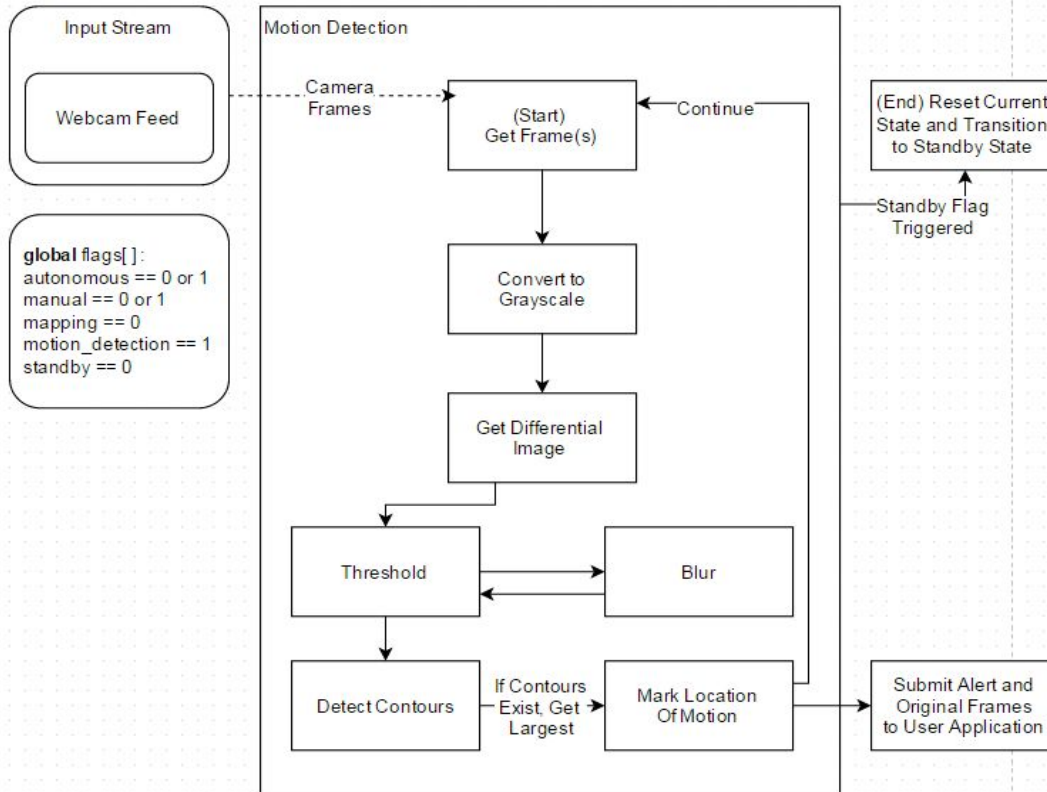 Input Stream
Webcam Feed
global flags[ ]:
autonomous == 0 or 1
manual == 0 or 1
mapping == 0
motion_detection == 1
standby == 0
Motion Detection
Camera
Frames
(Start)
Get Frame(s)
Continue
Convert to
Grayscale
Get Differential
Image
Threshold
Blur
Detect Contours
If Contours
Exist, Get
Largest
Mark Location
Of Motion
(End) Reset Current
State and Transition
to Standby State
Standby Flag
Triggered
Submit Alert and
Original Frames
to User Application